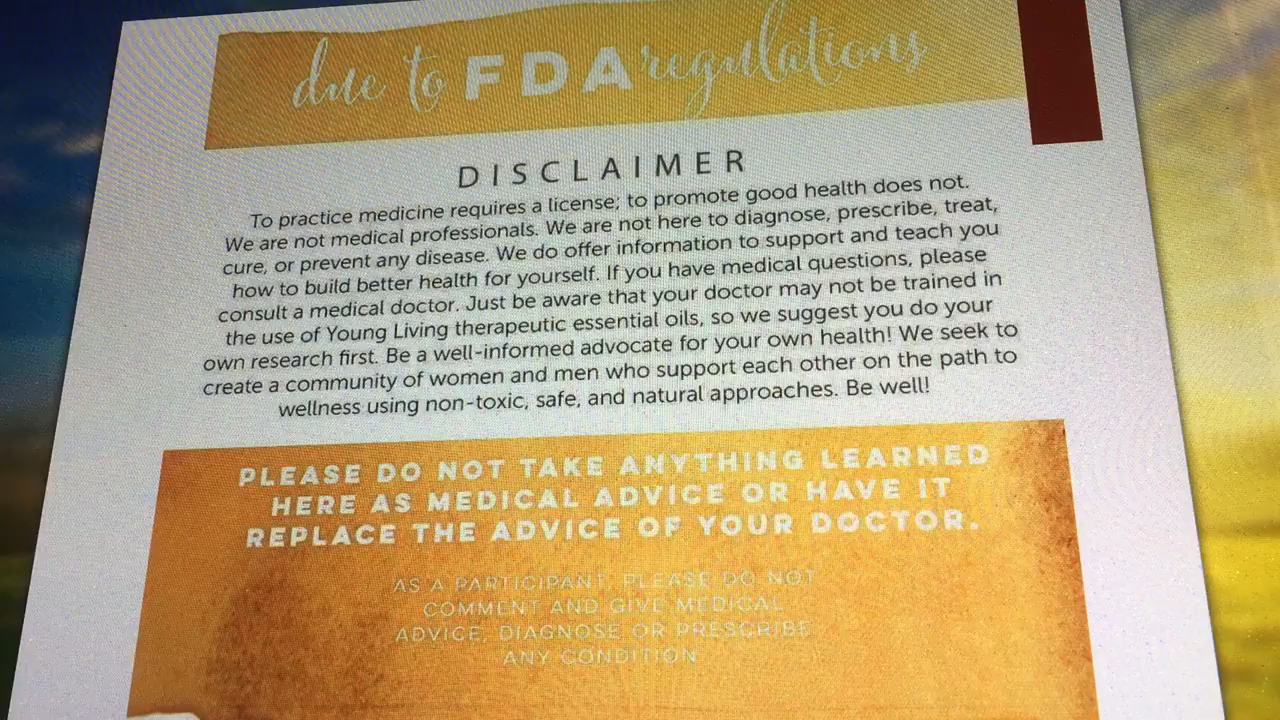 due to FDA regulations
DISCLAIMER
To practice medicine requires a license; to promote good health does not.
We are not medical professionals. We are not here to diagnose, prescribe, treat,
cure, or prevent any disease. We do offer information to support and teach you
how to build better health for yourself. If you have medical questions, please
consult a medical doctor. Just be aware that your doctor may not be trained in
the use of Young Living therapeutic essential oils, so we suggest you do your
own research first. Be a well-informed advocate for your own health! We seek to
create a community of women and men who support each other on the path to
wellness using non-toxic, safe, and natural approaches. Be well!
PLEASE DO NOT TAKE ANYTHING LEARNED
HERE AS MEDICAL ADVICE OR HAVE IT
REPLACE THE ADVICE OF YOUR DOCTOR.
AS A PARTICIPANT, PLEASE DO NOT
COMMENT AND GIVE MEDICAL
ADVICE, DIAGNOSE OR PRESCRIBE
ANY CONDITION